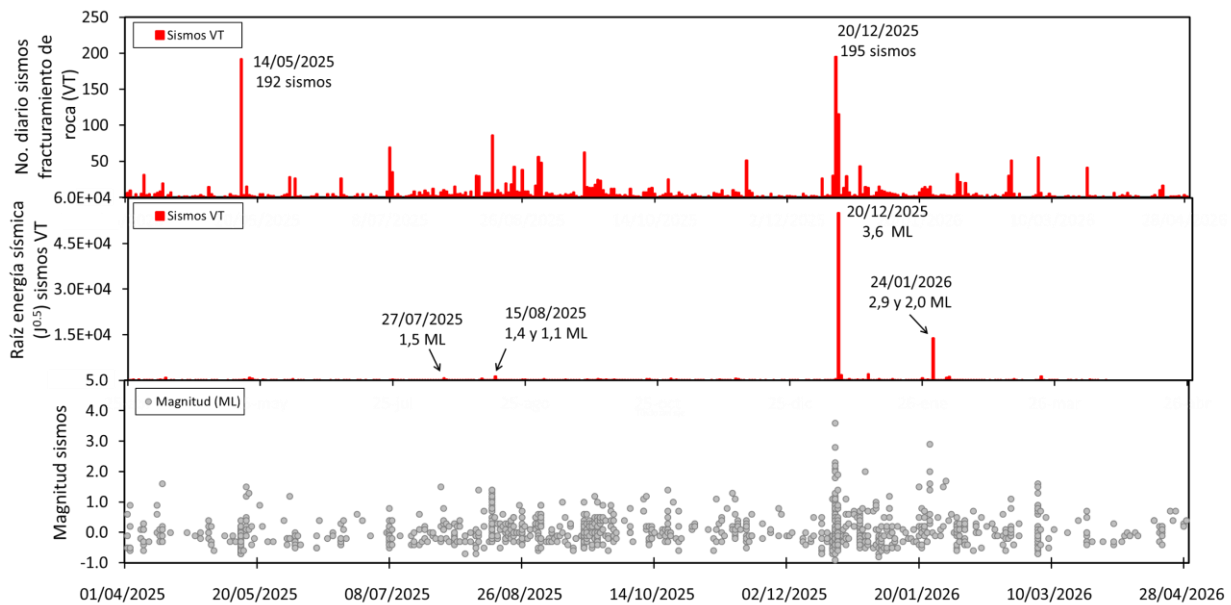 No. diario sismos
fracturamiento de
roca (VT)
250
200
150
100
50
Sismos VT
14/05/2025
192 sismos
20/12/2025
195 sismos
Raíz energía sísmica
(J^0.5) sismos VT
6.0E+04
4.5E+04
3.0E+04
1.5E+04
Sismos VT
27/07/2025
1,5 ML
15/08/2025
1,4 y 1,1 ML
20/12/2025
3,6 ML
24/01/2026
2,9 y 2,0 ML
Magnitud sismos
5.0
4.0
3.0
2.0
1.0
0.0
-1.0
Magnitud (ML)
01/04/2025 20/05/2025 08/07/2025 26/08/2025 14/10/2025 02/12/2025 20/01/2026 10/03/2026 28/04/2026